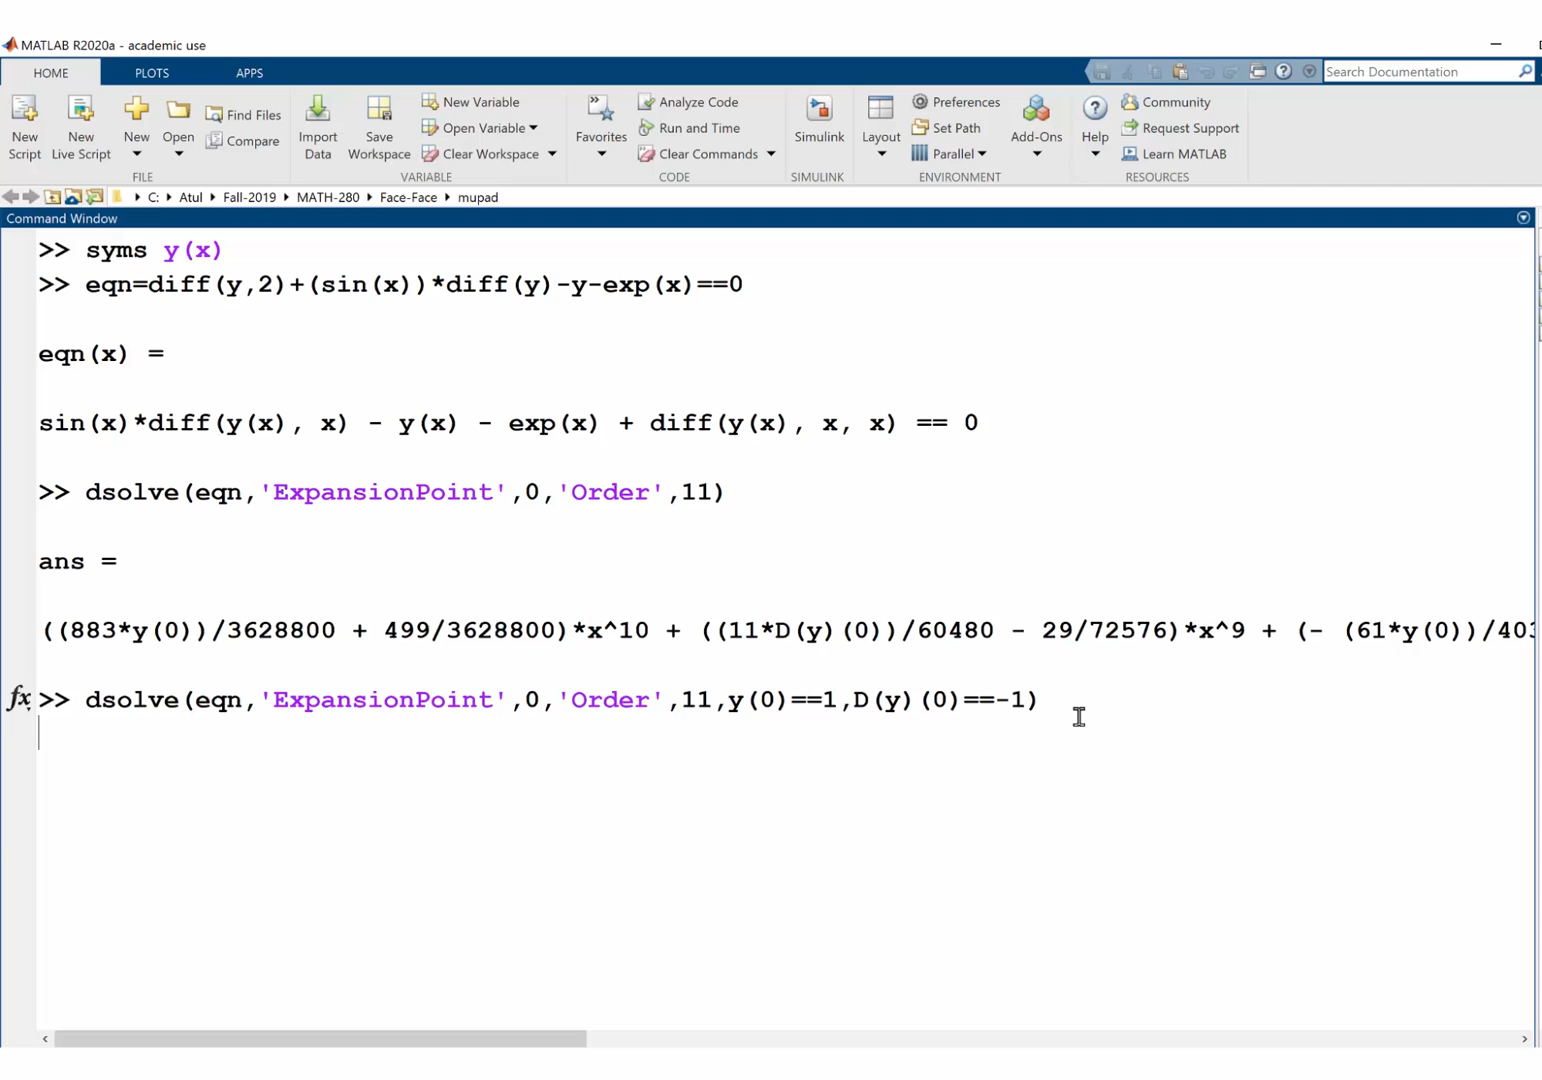 MATLAB R2020a - academic use
HOME PLOTS APPS Search Documentation
New Script
New Live Script
New
Open
Find Files
Compare
FILE
Import Data
Save Workspace
New Variable
Open Variable
Clear Workspace
VARIABLE
Favorites
Analyze Code
Run and Time
Clear Commands
CODE
Simulink
SIMULINK
Layout
Preferences
Set Path
Parallel
Add-Ons
ENVIRONMENT
Help
Community
Request Support
Learn MATLAB
RESOURCES
C: Atul Fall-2019 MATH-280 Face-Face mupad
Command Window
>> syms y(x)
>> eqn=diff(y,2)+(sin(x))*diff(y)-y-exp(x)==0
eqn(x) =
sin(x)*diff(y(x), x) - y(x) - exp(x) + diff(y(x), x, x) == 0
>> dsolve(eqn,'ExpansionPoint',0,'Order',11)
ans =
((883*y(0))/3628800 + 499/3628800)*x^10 + ((11*D(y)(0))/60480 - 29/72576)*x^9 + (- (61*y(0))/403
fx >> dsolve(eqn,'ExpansionPoint',0,'Order',11,y(0)==1,D(y)(0)==-1)